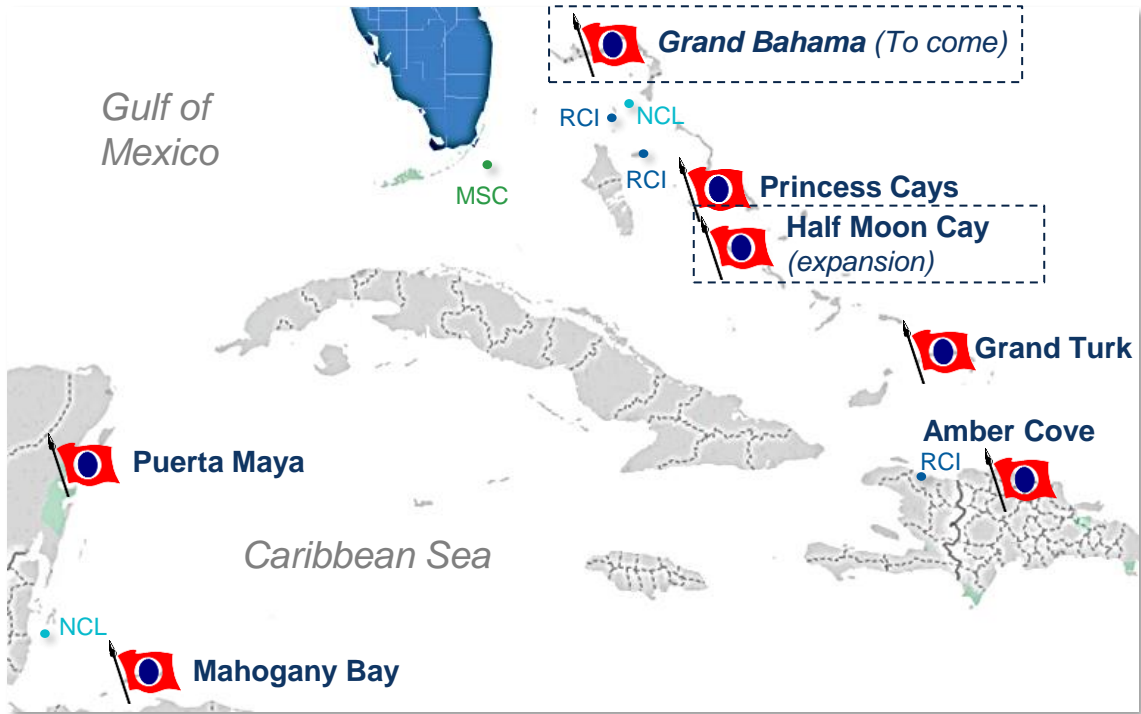 Grand Bahama (To come)
Gulf of
Mexico
RCI
NCL
RCI
MSC
Princess Cays
Half Moon Cay
(expansion)
Grand Turk
Amber Cove
RCI
Puerta Maya
Caribbean Sea
NCL
Mahogany Bay